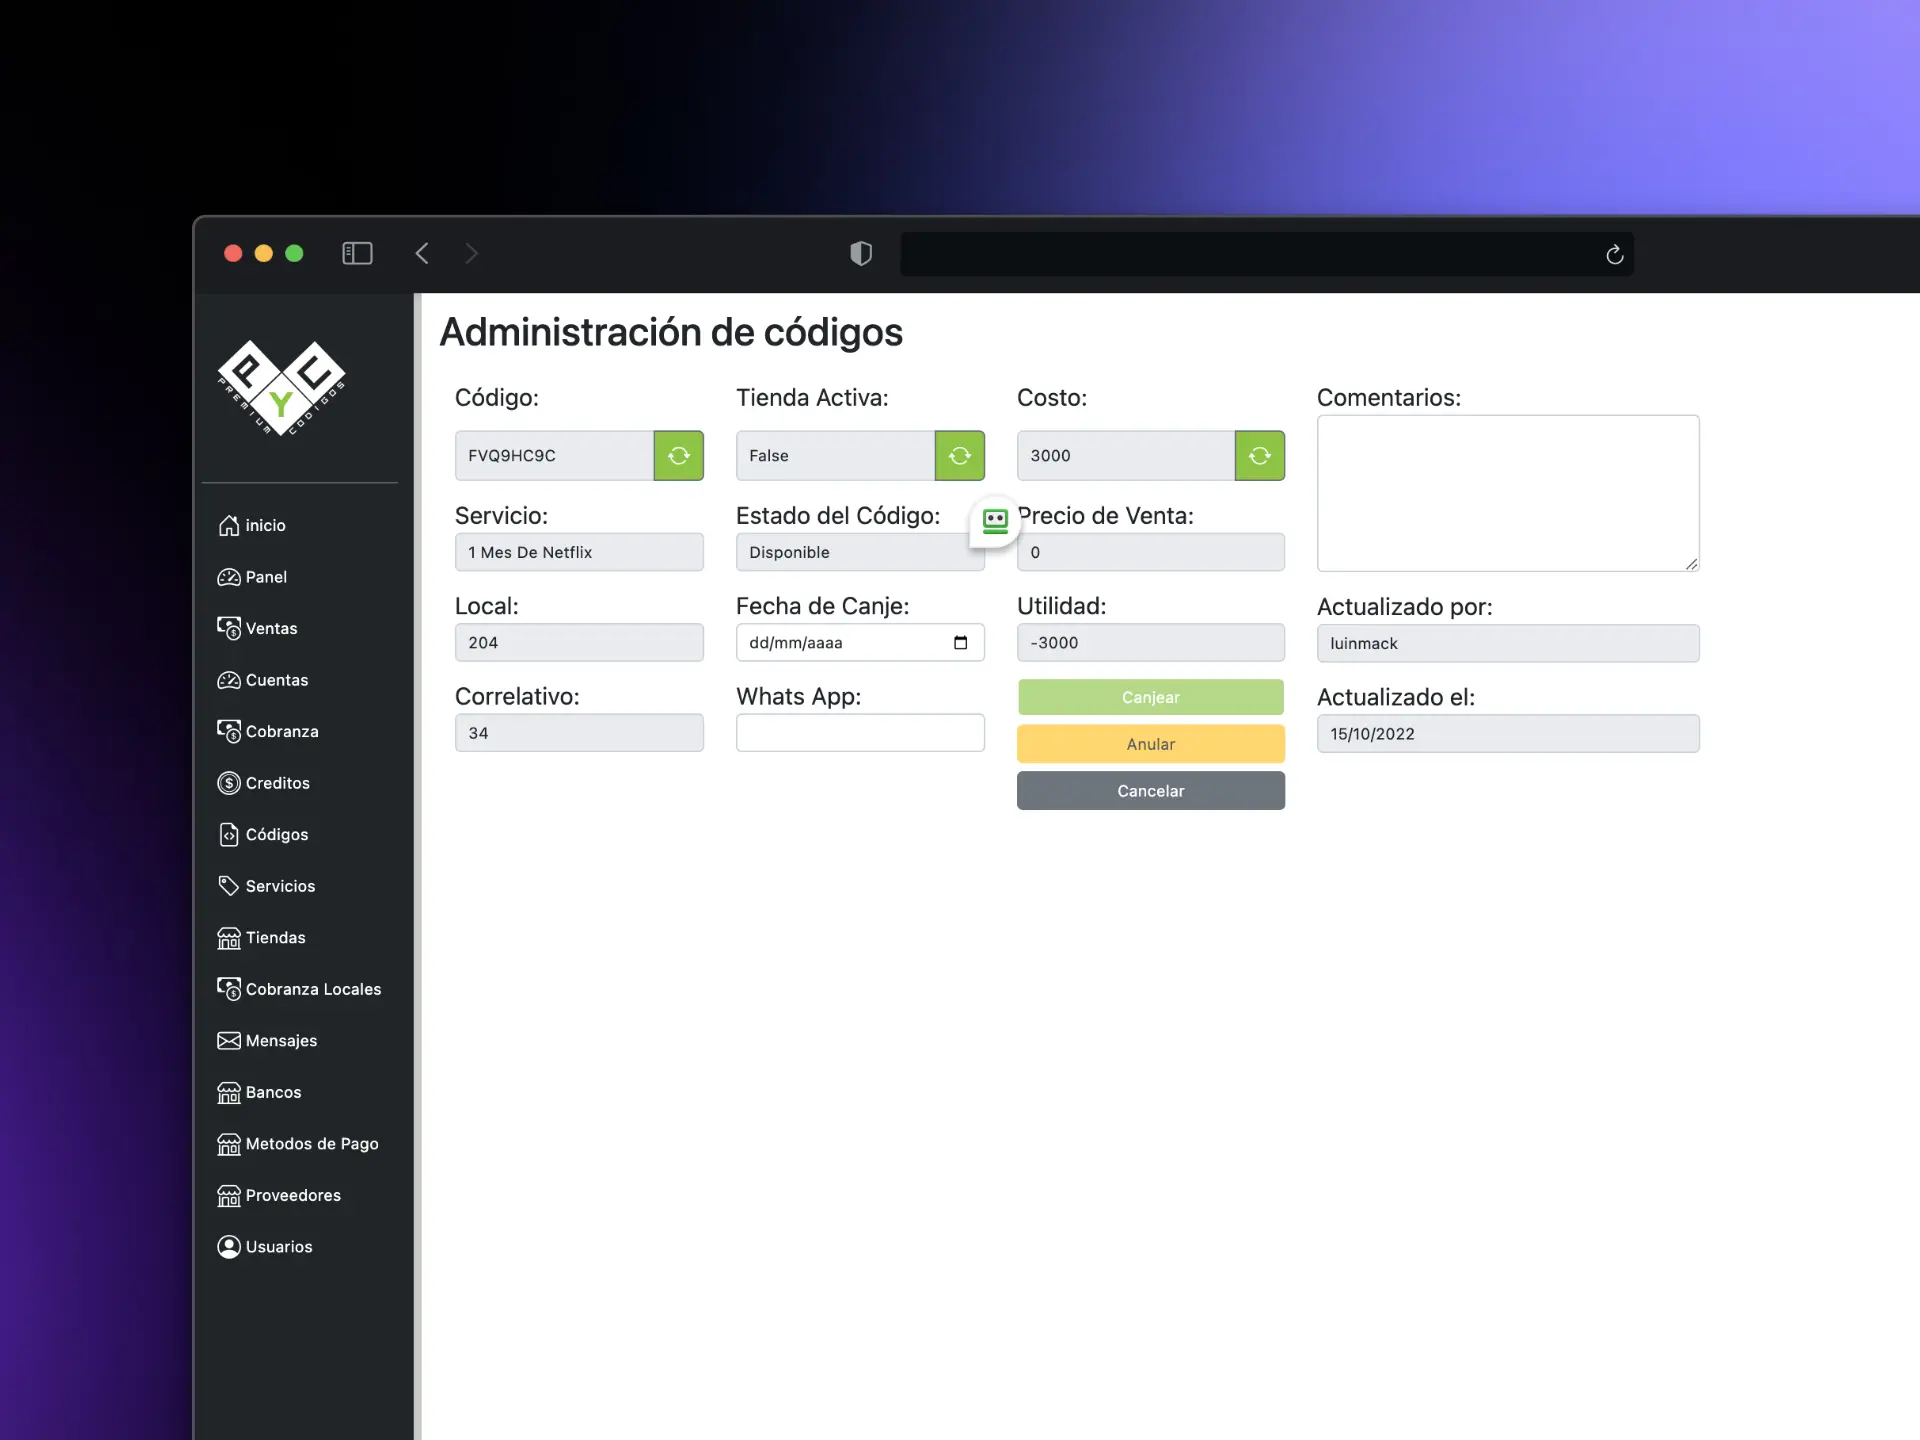 P Y C
PREMIUM CODIGOS
inicio
Panel
Ventas
Cuentas
Cobranza
Creditos
Códigos
Servicios
Tiendas
Cobranza Locales
Mensajes
Bancos
Metodos de Pago
Proveedores
Usuarios
Administración de códigos
Código:
FVQ9HC9C
Servicio:
1 Mes De Netflix
Local:
204
Correlativo:
34
Tienda Activa:
False
Estado del Código:
Disponible
Fecha de Canje:
dd/mm/aaaa
Whats App:
Costo:
3000
Precio de Venta:
0
Utilidad:
-3000
Canjear
Anular
Cancelar
Comentarios:
Actualizado por:
luinmack
Actualizado el:
15/10/2022